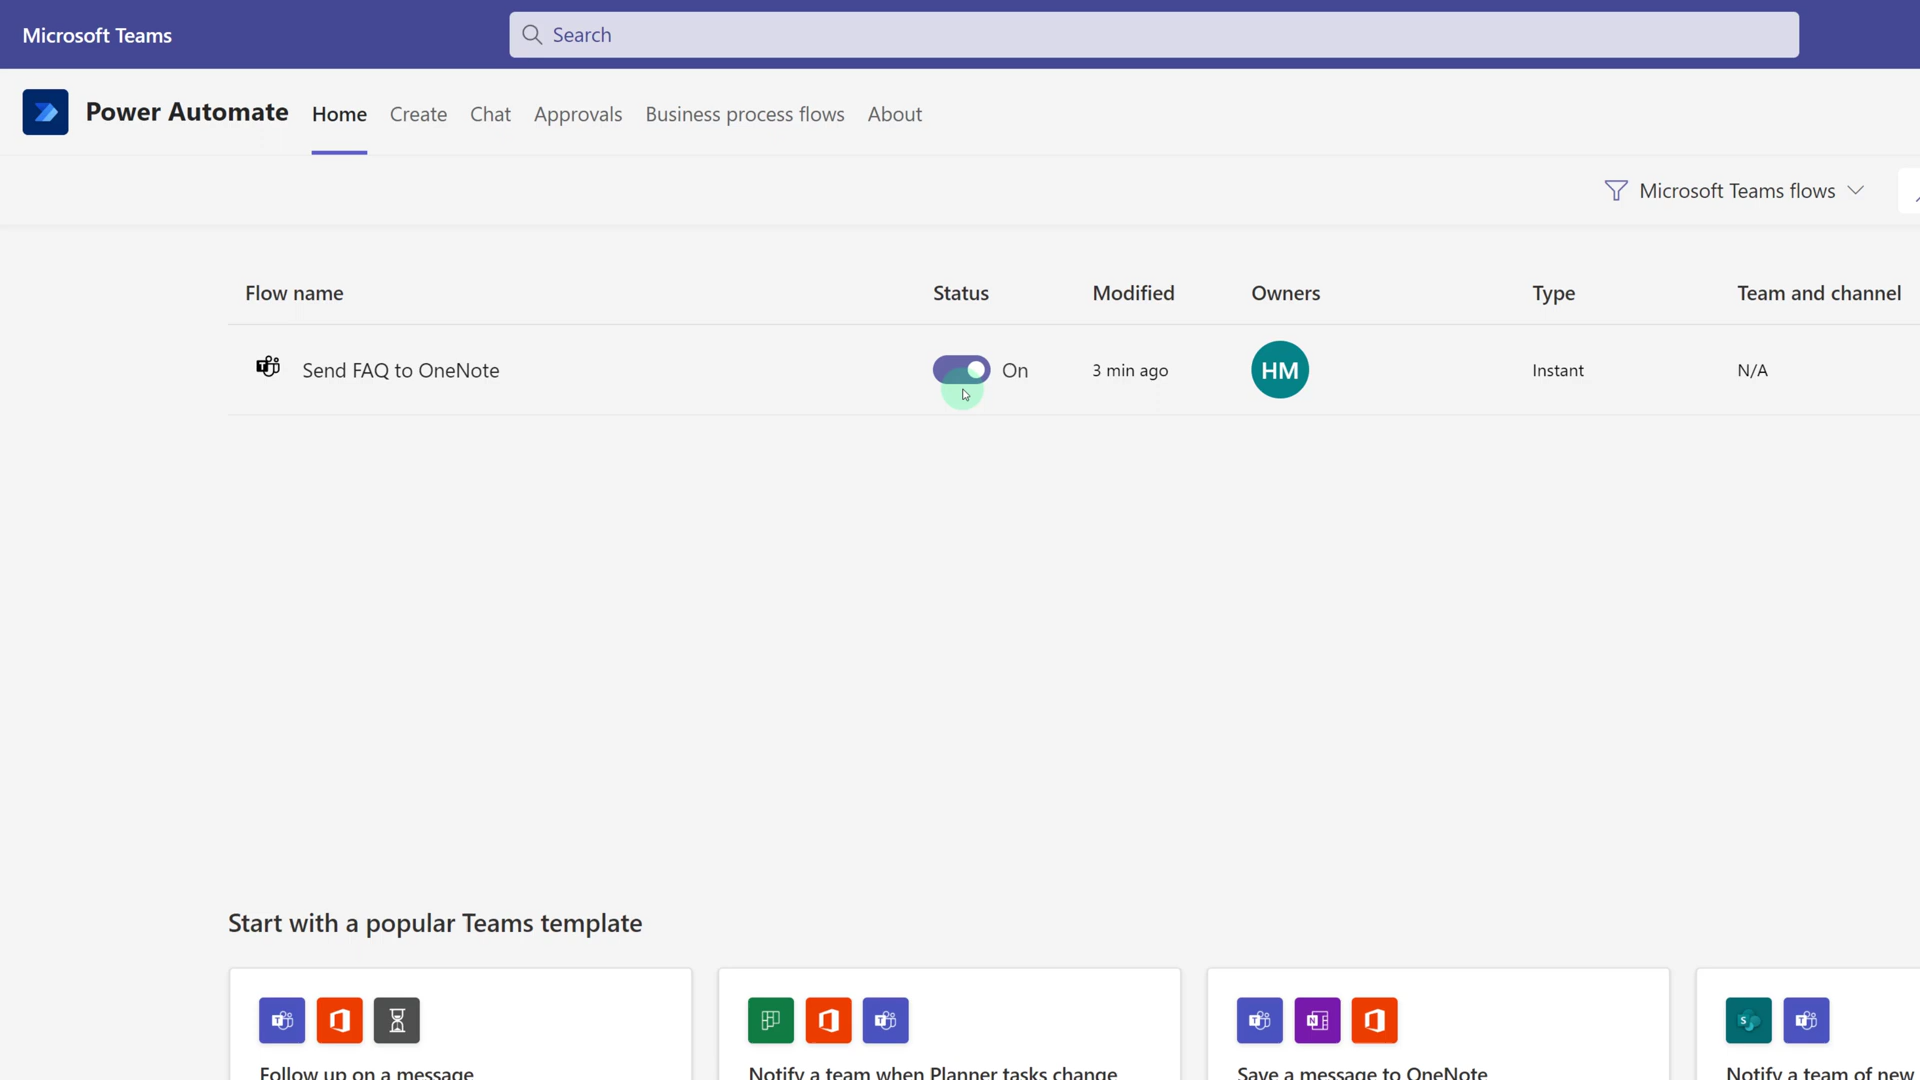 Microsoft Teams
Search
Power Automate
Home Create Chat Approvals Business process flows About
Microsoft Teams flows
Flow name Status Modified Owners Type Team and channel
Send FAQ to OneNote On 3 min ago HM Instant N/A
Start with a popular Teams template
Follow up on a message
Notify a team when Planner tasks change
Save a message to OneNote
Notify a team of new